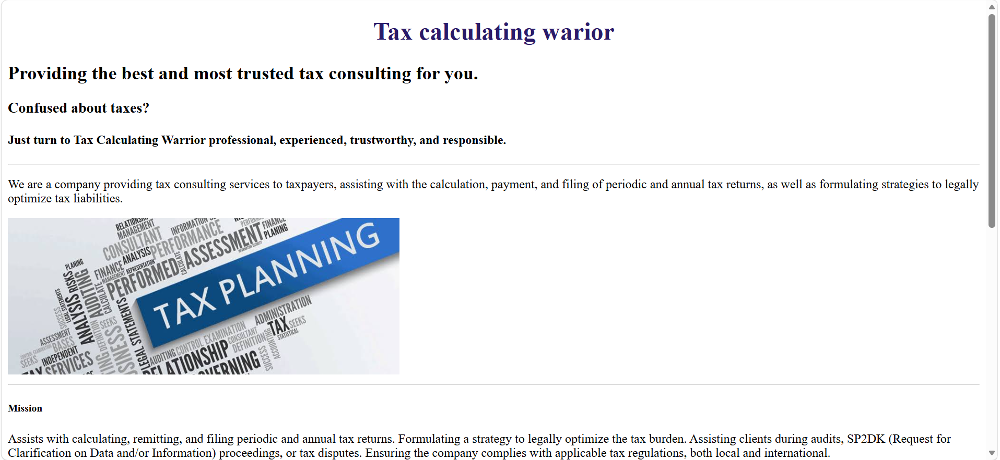 Tax calculating warior
Providing the best and most trusted tax consulting for you.
Confused about taxes?
Just turn to Tax Calculating Warrior professional, experienced, trustworthy, and responsible.
We are a company providing tax consulting services to taxpayers, assisting with the calculation, payment, and filing of periodic and annual tax returns, as well as formulating strategies to legally
optimize tax liabilities.
MANAGEMENT
CONSULTANT
PERFORMANCE
FINANCE
PLANING
ANALYSIS
ASSESSMENT
INFORMATION SECURITY
PLANING
FINANCE
MANAGEMENT REPRESENTATION
CALCULATE
PERFORMED
RISKS
AUDITING
CALCULATE
TAX PLANNING
LEGAL STATEMENTS
SUCCESS
LEGAL STATEMENTS
ANALYSIS
SEEKS
DEFINITION
ADMINISTRATION
TAX
SEEKS
STATISTICAL
ASSESSMENT
CONTROL EXAMINATION
BASES
SEEKS
INDEPENDENT
SERVICES
AUDITING
CONTROL EXAMINATION
CONSULTANT
DEFINITION
ACCOUNTING
SUCCESS
Mission
Assists with calculating, remitting, and filing periodic and annual tax returns. Formulating a strategy to legally optimize the tax burden. Assisting clients during audits, SP2DK (Request for
Clarification on Data and/or Information) proceedings, or tax disputes. Ensuring the company complies with applicable tax regulations, both local and international.